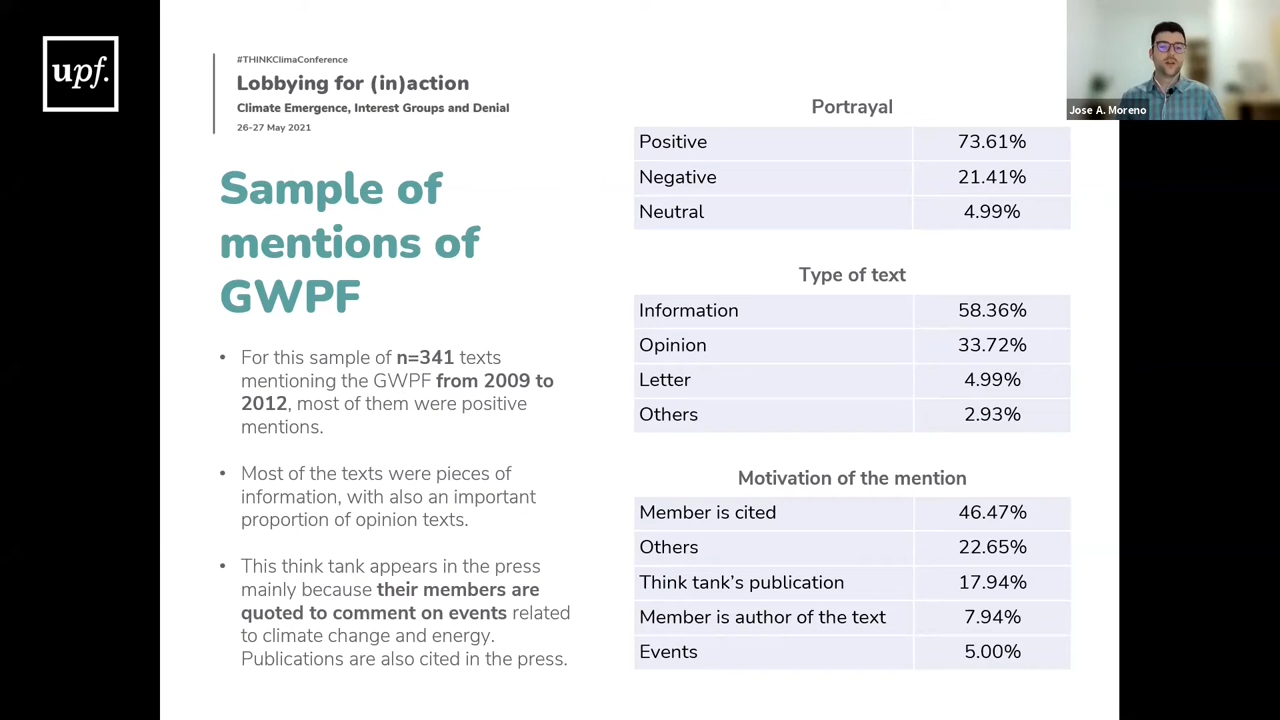 upf.
#THINKClimaConference
Lobbying for (in)action
Climate Emergence, Interest Groups and Denial
26-27 May 2021
Sample of
mentions of
GWPF
• For this sample of n=341 texts
mentioning the GWPF from 2009 to
2012, most of them were positive
mentions.
• Most of the texts were pieces of
information, with also an important
proportion of opinion texts.
• This think tank appears in the press
mainly because their members are
quoted to comment on events related
to climate change and energy.
Publications are also cited in the press.
Portrayal
Positive 73.61%
Negative 21.41%
Neutral 4.99%
Type of text
Information 58.36%
Opinion 33.72%
Letter 4.99%
Others 2.93%
Motivation of the mention
Member is cited 46.47%
Others 22.65%
Think tank's publication 17.94%
Member is author of the text 7.94%
Events 5.00%
Jose A. Moreno